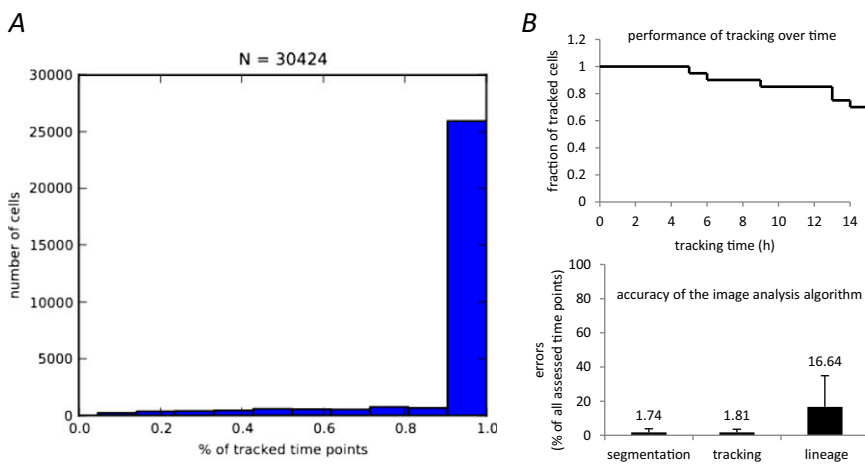 A
N = 30424
30000
25000
20000
15000
10000
5000
0
number of cells
0.0 0.2 0.4 0.6 0.8 1.0
% of tracked time points
B
performance of tracking over time
1.2
1
0.8
0.6
0.4
0.2
0
fraction of tracked cells
0 2 4 6 8 10 12 14
tracking time (h)
accuracy of the image analysis algorithm
100
80
60
40
20
0
errors
(% of all assessed time points)
1.74 1.81 16.64
segmentation tracking lineage